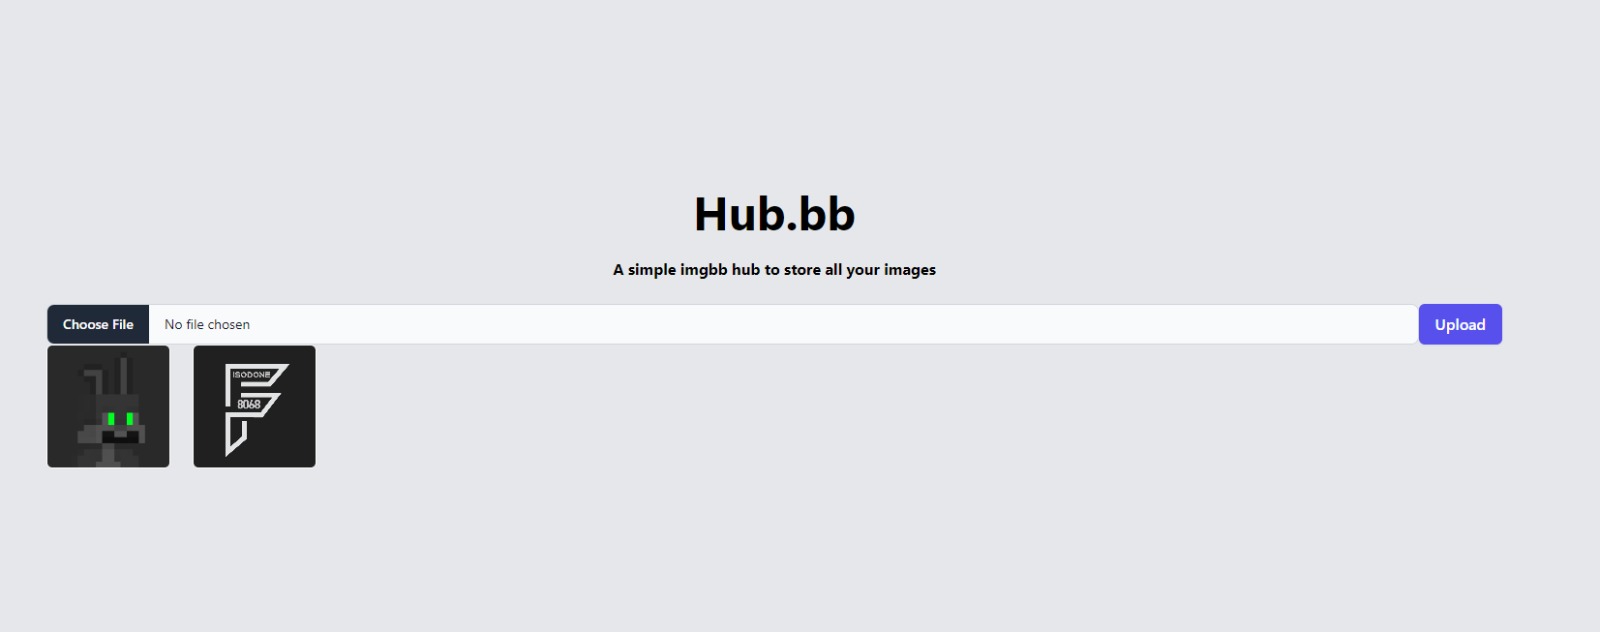 Hub.bb
A simple imgbb hub to store all your images
Choose File No file chosen
Upload
ISODONE
8068